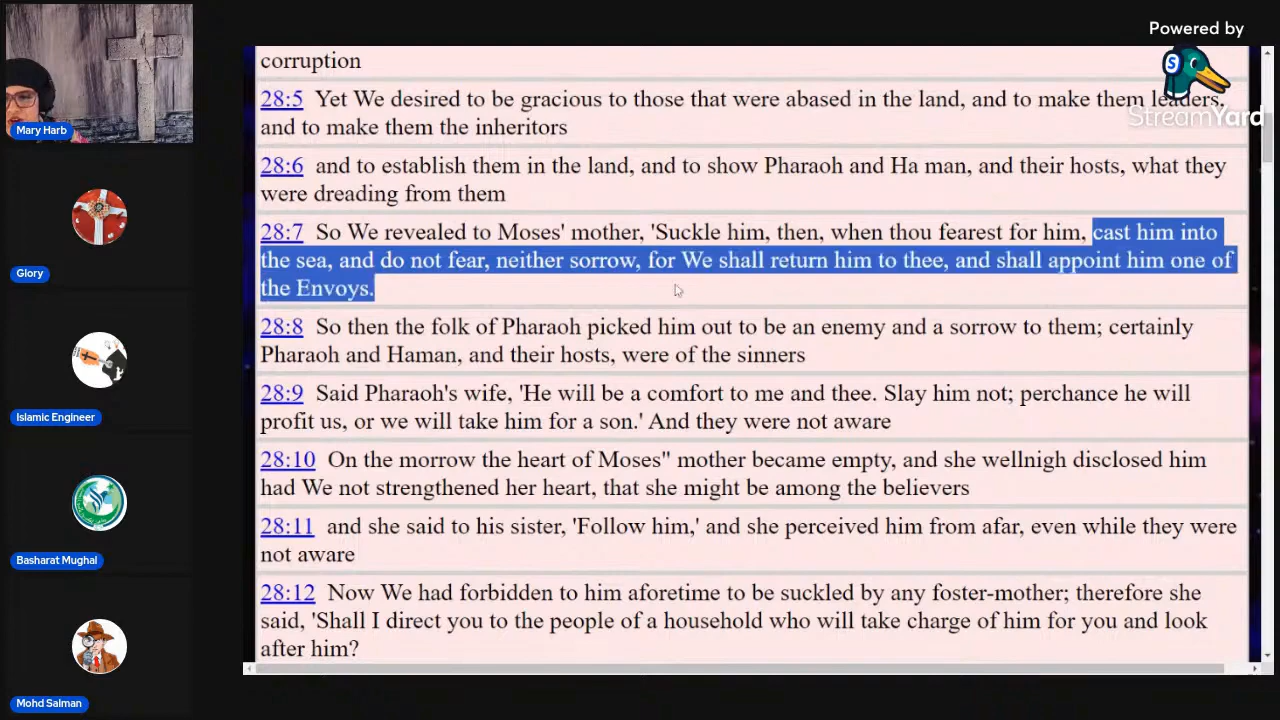 Powered by
StreamYard
Mary Harb
Glory
Islamic Engineer
Basharat Mughal
Mohd Salman
corruption
28:5 Yet We desired to be gracious to those that were abased in the land, and to make them leaders,
and to make them the inheritors
28:6 and to establish them in the land, and to show Pharaoh and Ha man, and their hosts, what they
were dreading from them
28:7 So We revealed to Moses' mother, 'Suckle him, then, when thou fearest for him, cast him into
the sea, and do not fear, neither sorrow, for We shall return him to thee, and shall appoint him one of
the Envoys.
28:8 So then the folk of Pharaoh picked him out to be an enemy and a sorrow to them; certainly
Pharaoh and Haman, and their hosts, were of the sinners
28:9 Said Pharaoh's wife, 'He will be a comfort to me and thee. Slay him not; perchance he will
profit us, or we will take him for a son.' And they were not aware
28:10 On the morrow the heart of Moses" mother became empty, and she wellnigh disclosed him
had We not strengthened her heart, that she might be among the believers
28:11 and she said to his sister, 'Follow him,' and she perceived him from afar, even while they were
not aware
28:12 Now We had forbidden to him aforetime to be suckled by any foster-mother; therefore she
said, 'Shall I direct you to the people of a household who will take charge of him for you and look
after him?